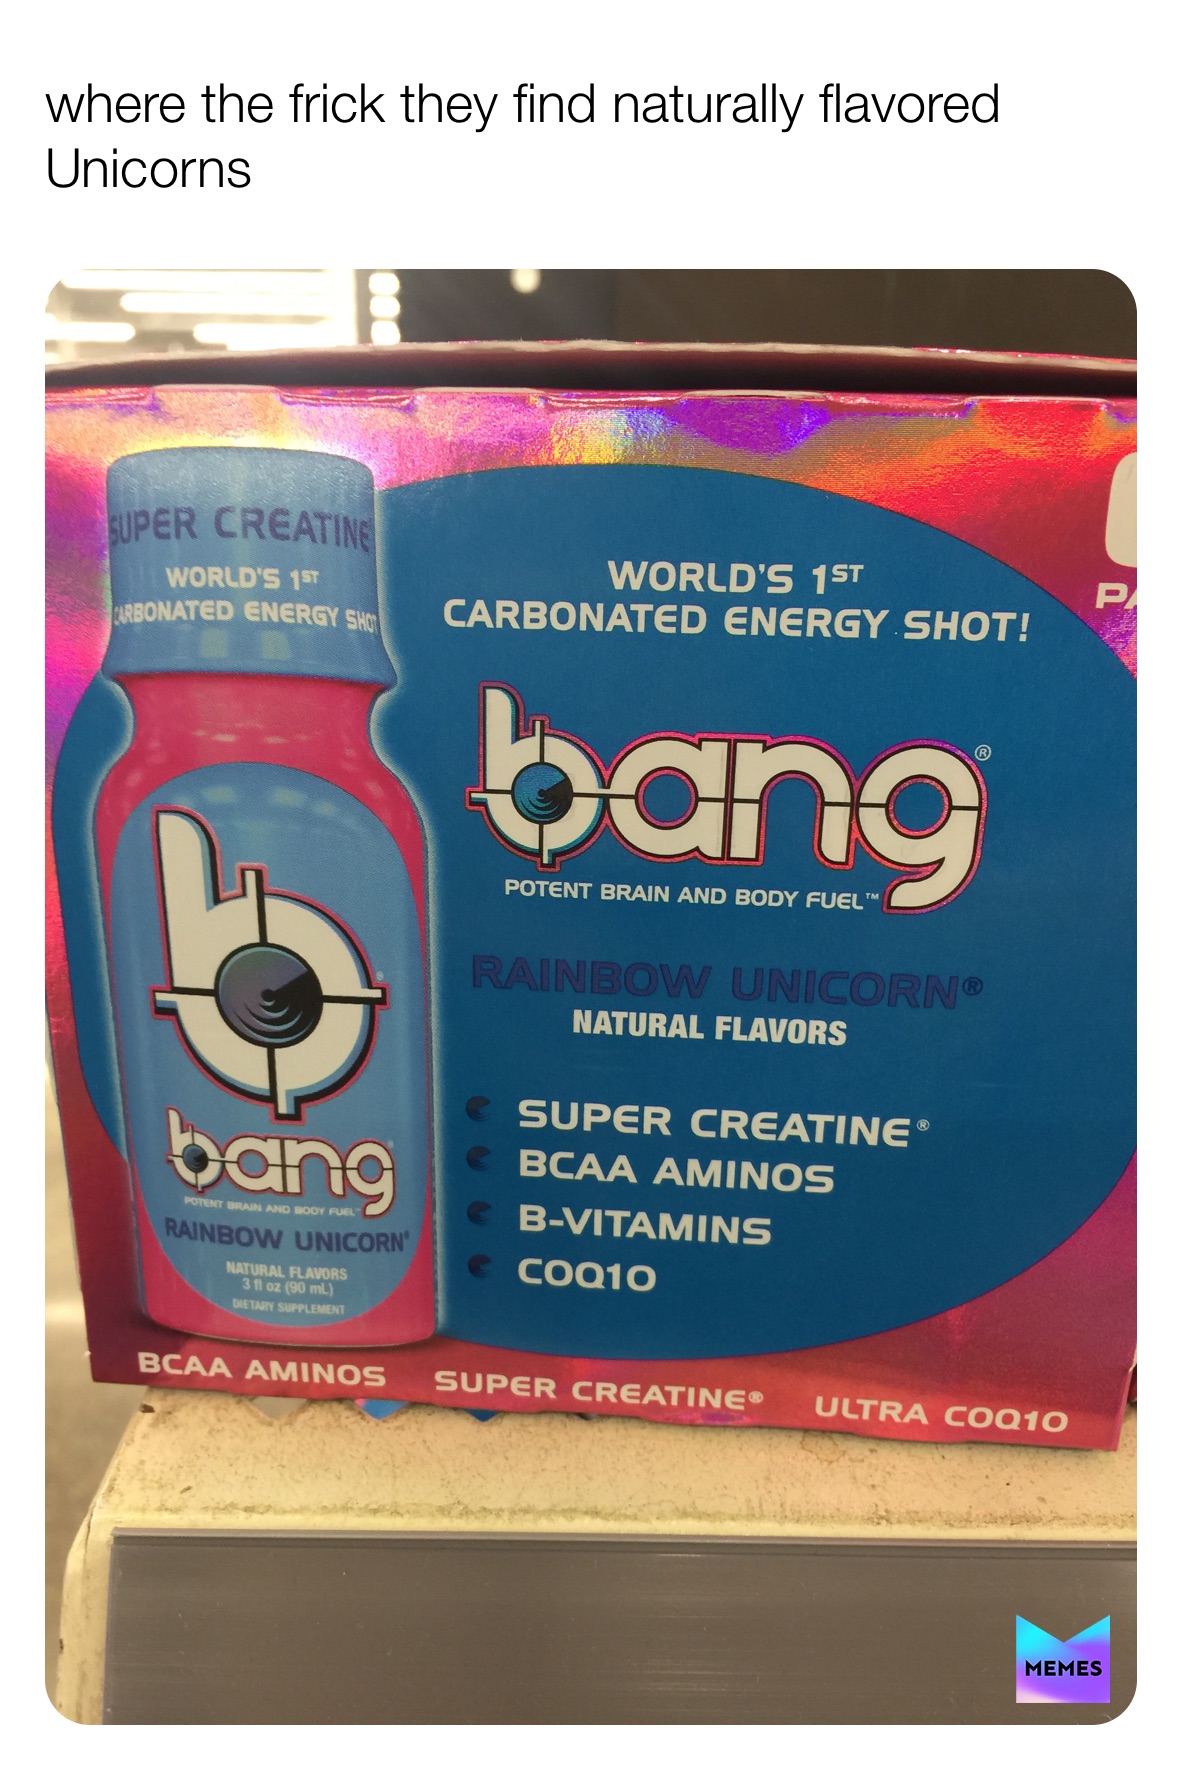 where the frick they find naturally flavored
Unicorns
SUPER CREATINE
WORLD'S 1ST
CARBONATED ENERGY SHOT
WORLD'S 1ST
CARBONATED ENERGY SHOT!
bang®
POTENT BRAIN AND BODY FUEL™
RAINBOW UNICORN®
NATURAL FLAVORS
SUPER CREATINE®
BCAA AMINOS
B-VITAMINS
COQ10
b
bang
POTENT BRAIN AND BODY FUEL™
RAINBOW UNICORN®
NATURAL FLAVORS
3 fl oz (90 mL)
DIETARY SUPPLEMENT
BCAA AMINOS SUPER CREATINE® ULTRA COQ10
MEMES